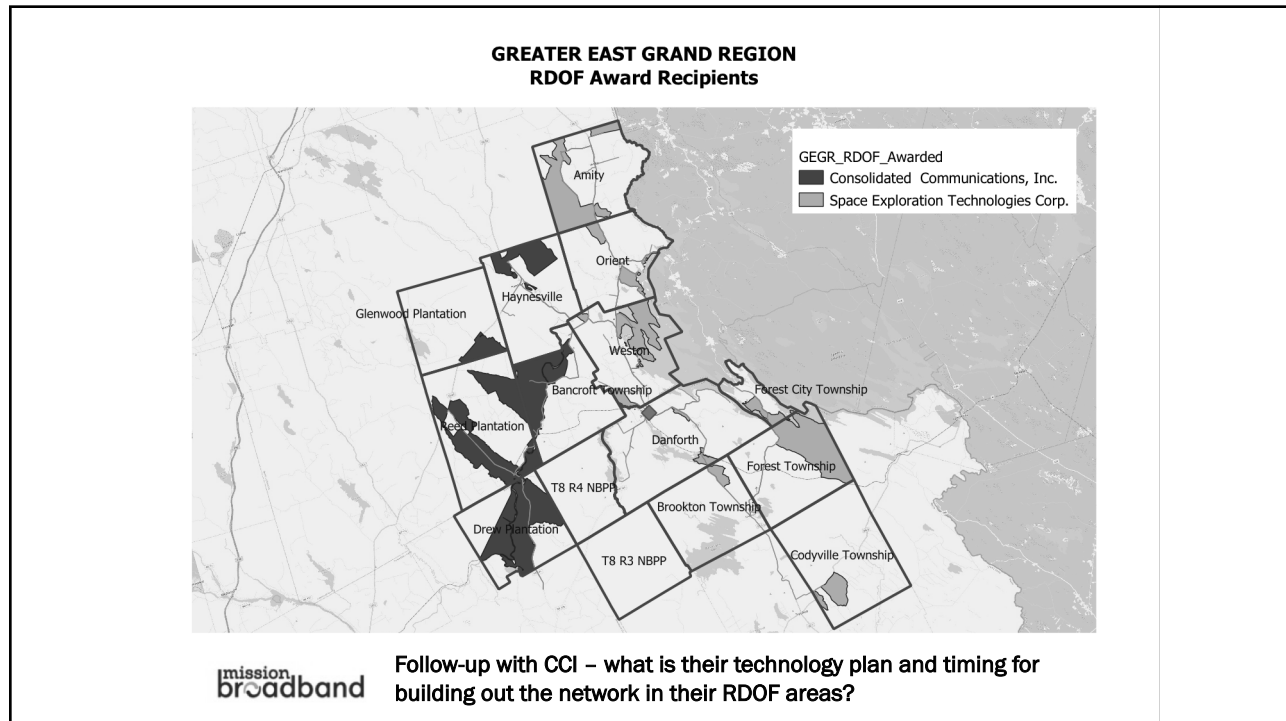 GREATER EAST GRAND REGION
RDOF Award Recipients
GEGR_RDOF_Awarded
Consolidated Communications, Inc.
Space Exploration Technologies Corp.
Amity
Orient
Haynesville
Glenwood Plantation
Weston
Bancroft Township
Forest City Township
Reed Plantation
Danforth
Forest Township
T8 R4 NBPP
Brookton Township
Drew Plantation
Codyville Township
T8 R3 NBPP
mission
broadband
Follow-up with CCI – what is their technology plan and timing for
building out the network in their RDOF areas?